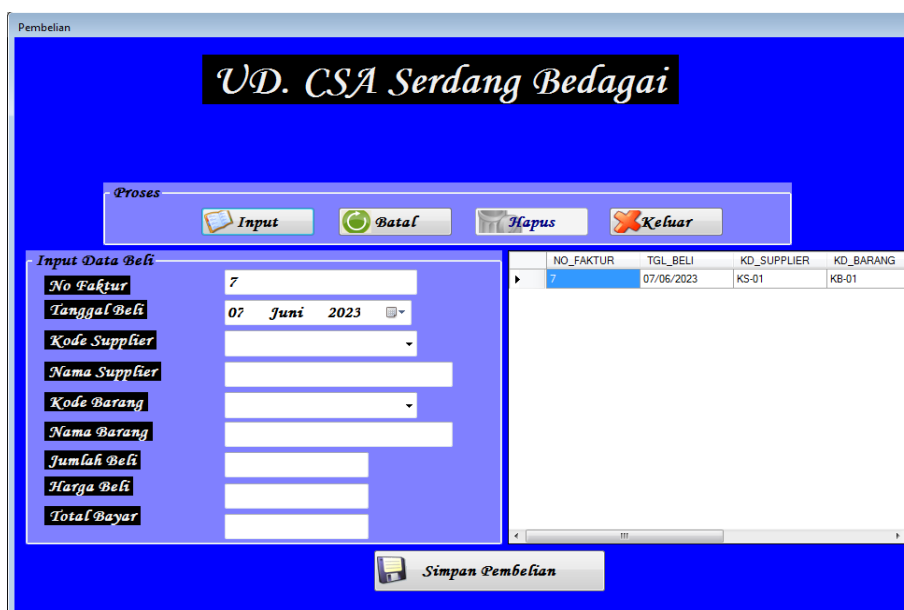 Pembelian
UD. CSA Serdang Bedagai
Proses
Input Batal Hapus Keluar
Input Data Beli
No Faktur 7
Tanggal Beli 07 Juni 2023
Kode Supplier
Nama Supplier
Kode Barang
Nama Barang
Jumlah Beli
Harga Beli
Total Bayar
NO_FAKTUR TGL_BELI KD_SUPPLIER KD_BARANG
7 07/06/2023 KS-01 KB-01
Simpan Pembelian